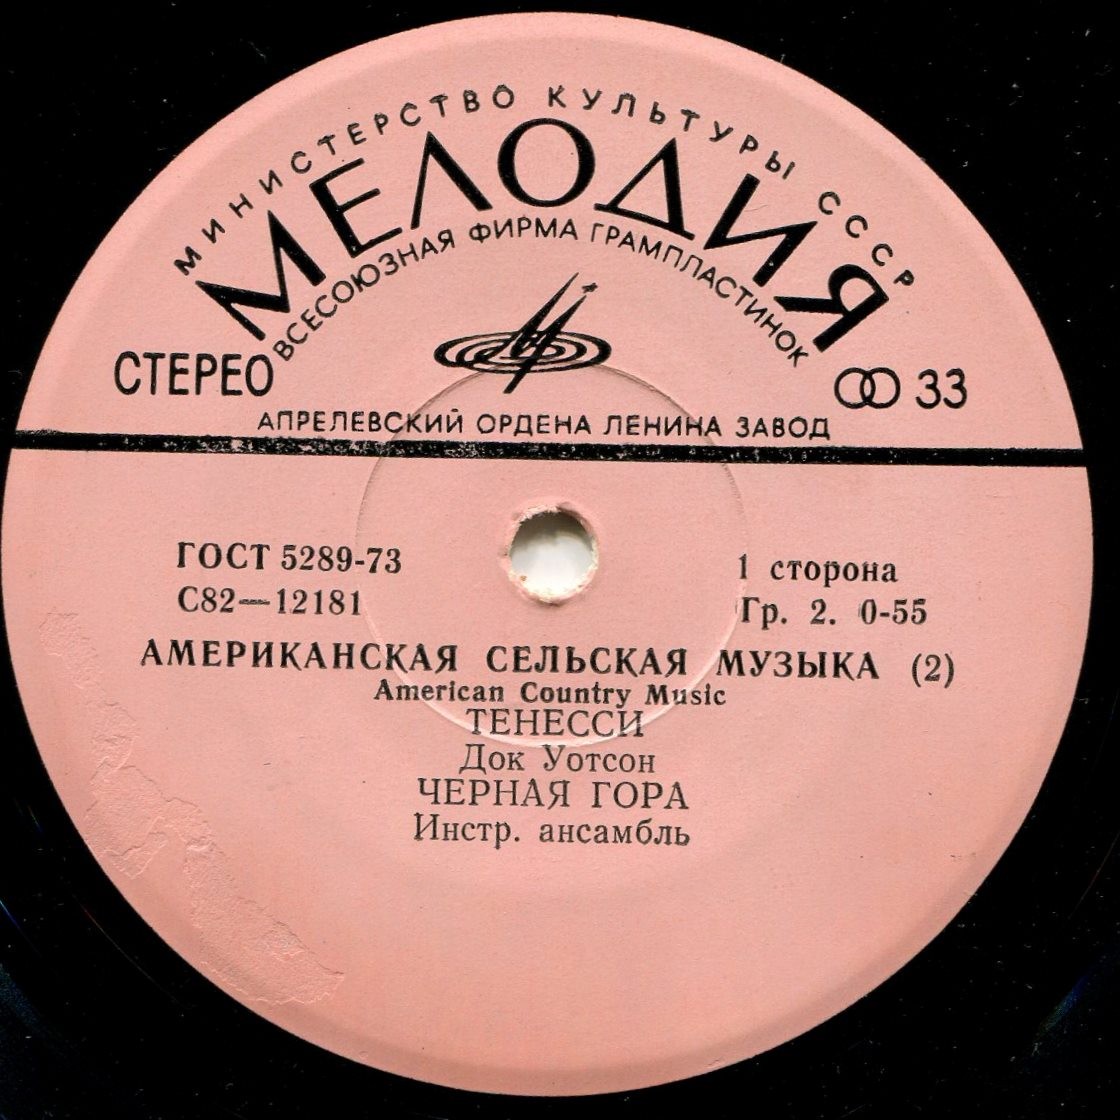 МИНИСТЕРСТВО КУЛЬТУРЫ СССР
МЕЛОДИЯ
ВСЕСОЮЗНАЯ ФИРМА ГРАМПЛАСТИНОК
СТЕРЕО
33
АПРЕЛЕВСКИЙ ОРДЕНА ЛЕНИНА ЗАВОД
ГОСТ 5289-73
С82—12181
1 сторона
Гр. 2. 0-55
АМЕРИКАНСКАЯ СЕЛЬСКАЯ МУЗЫКА (2)
American Country Music
ТЕНЕССИ
Док Уотсон
ЧЕРНАЯ ГОРА
Инстр. ансамбль